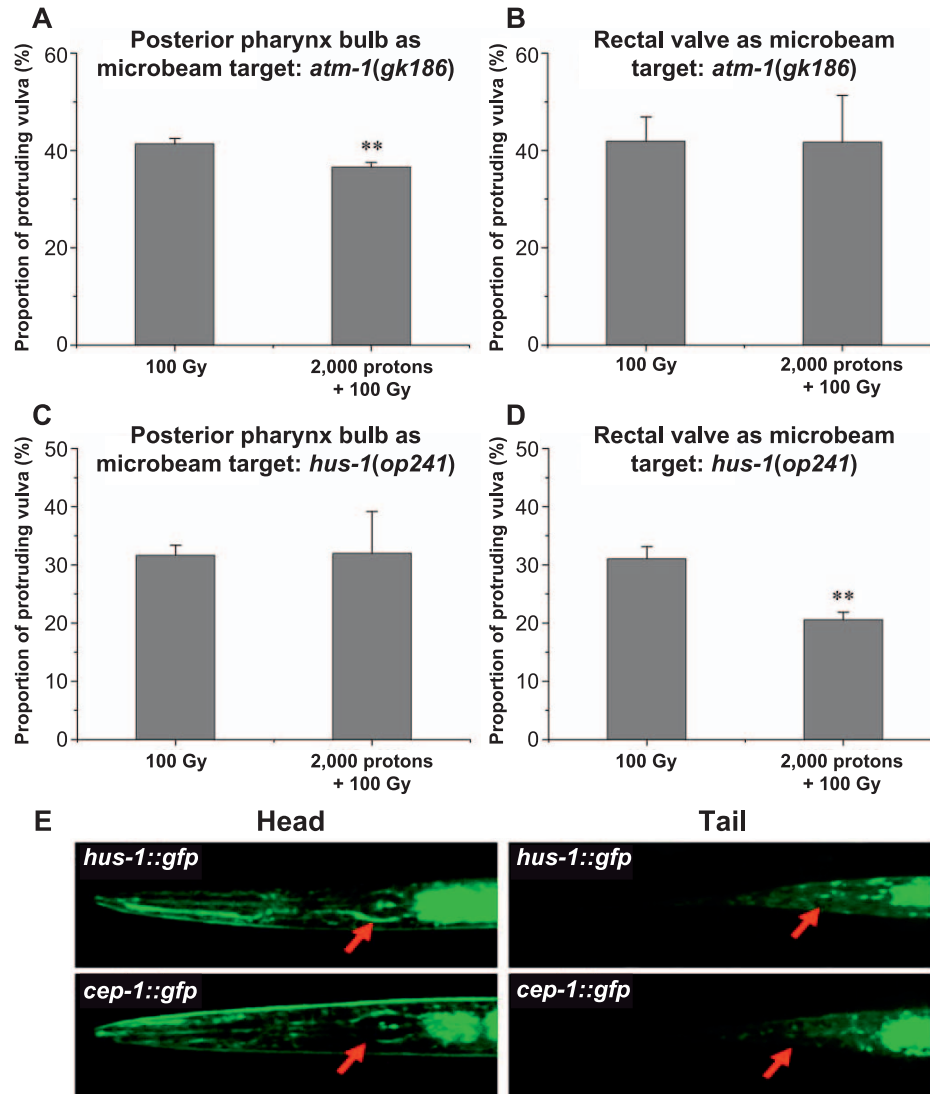 A
Posterior pharynx bulb as
microbeam target: atm-1(gk186)
Proportion of protruding vulva (%)
60
40
20
0
**
100 Gy
2,000 protons
+ 100 Gy
B
Rectal valve as microbeam
target: atm-1(gk186)
Proportion of protruding vulva (%)
60
40
20
0
100 Gy
2,000 protons
+ 100 Gy
C
Posterior pharynx bulb as
microbeam target: hus-1(op241)
Proportion of protruding vulva (%)
50
40
30
20
10
0
100 Gy
2,000 protons
+ 100 Gy
D
Rectal valve as microbeam
target: hus-1(op241)
Proportion of protruding vulva (%)
50
40
30
20
10
0
**
100 Gy
2,000 protons
+ 100 Gy
E
Head
Tail
hus-1::gfp
hus-1::gfp
cep-1::gfp
cep-1::gfp